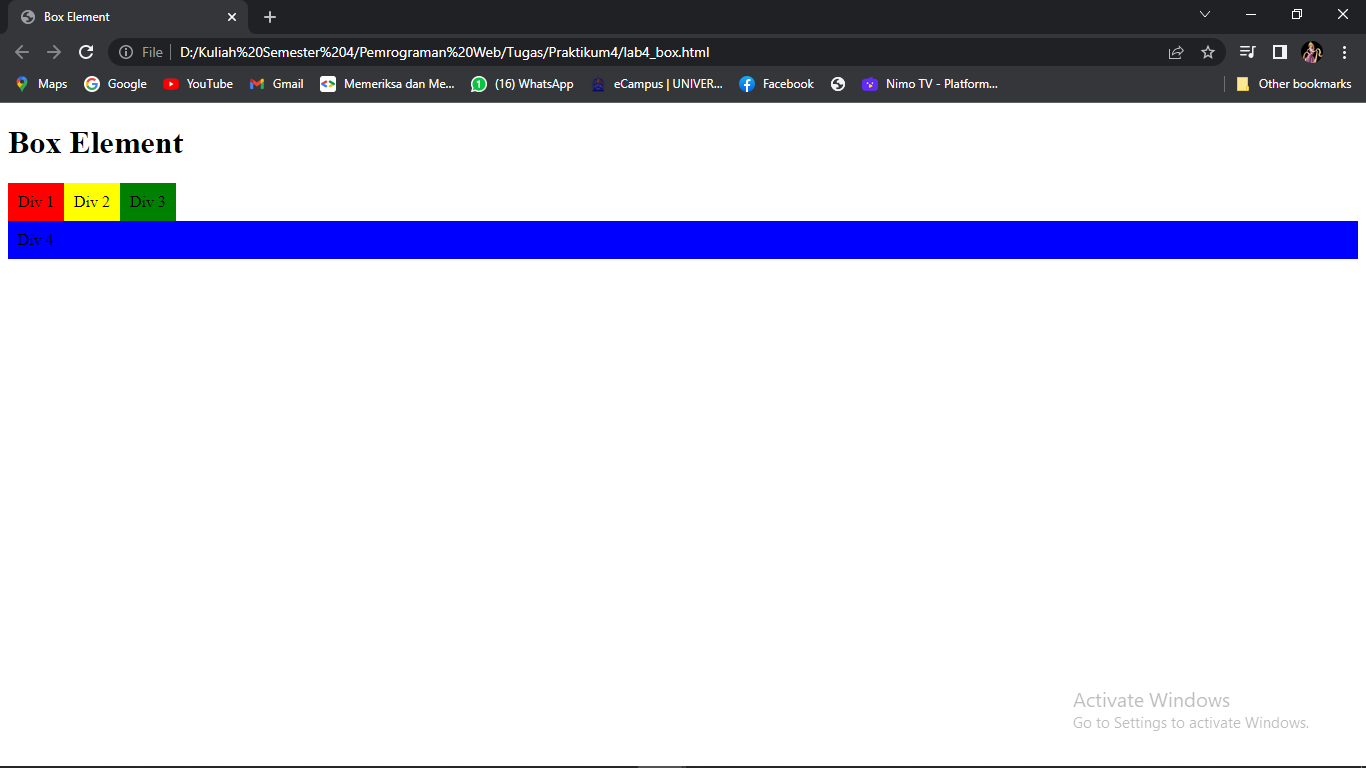 Box Element
File D:/Kuliah%20Semester%204/Pemrograman%20Web/Tugas/Praktikum4/lab4_box.html
Maps Google YouTube Gmail Memeriksa dan Me... (16) WhatsApp eCampus | UNIVER... Facebook Nimo TV - Platform... Other bookmarks
Box Element
Div 1 Div 2 Div 3
Div 4
Activate Windows
Go to Settings to activate Windows.